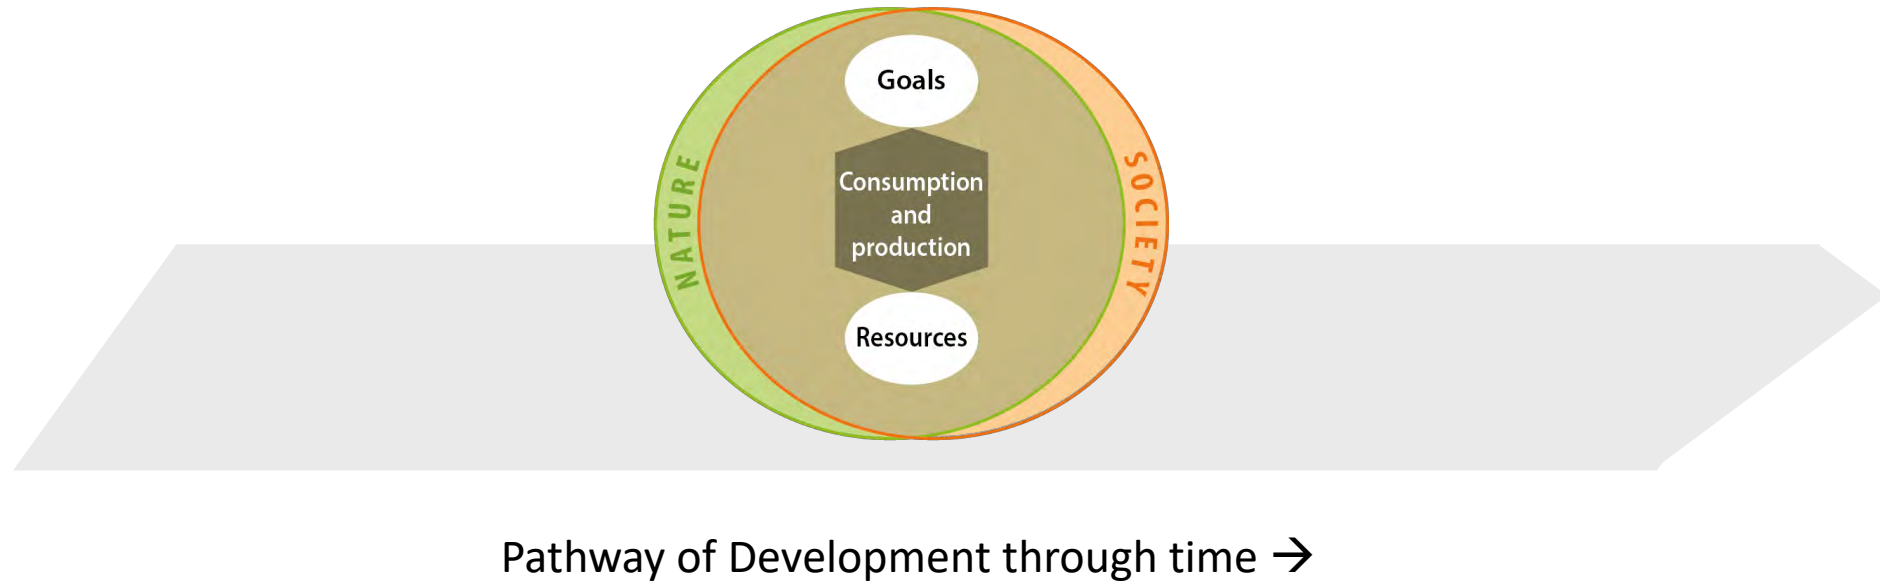 Goals
NATURE
Consumption
and
production
SOCIETY
Resources
Pathway of Development through time →